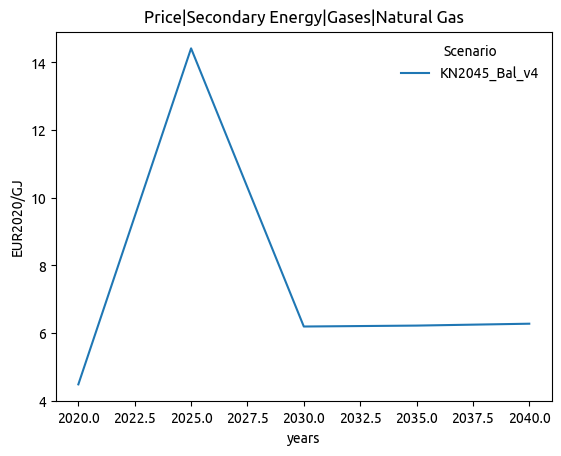 Price|Secondary Energy|Gases|Natural Gas
Scenario
KN2045_Bal_v4
EUR2020/GJ
14
12
10
8
6
4
2020.0 2022.5 2025.0 2027.5 2030.0 2032.5 2035.0 2037.5 2040.0
years